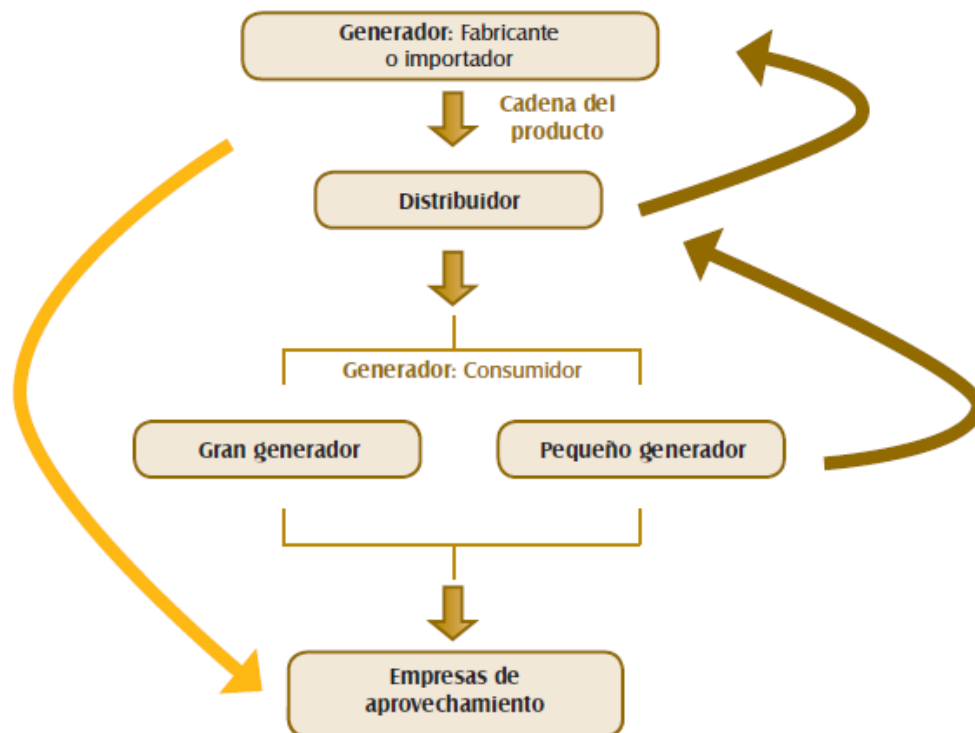 Generador: Fabricante
o importador
Cadena del
producto
Distribuidor
Generador: Consumidor
Gran generador
Pequeño generador
Empresas de
aprovechamiento